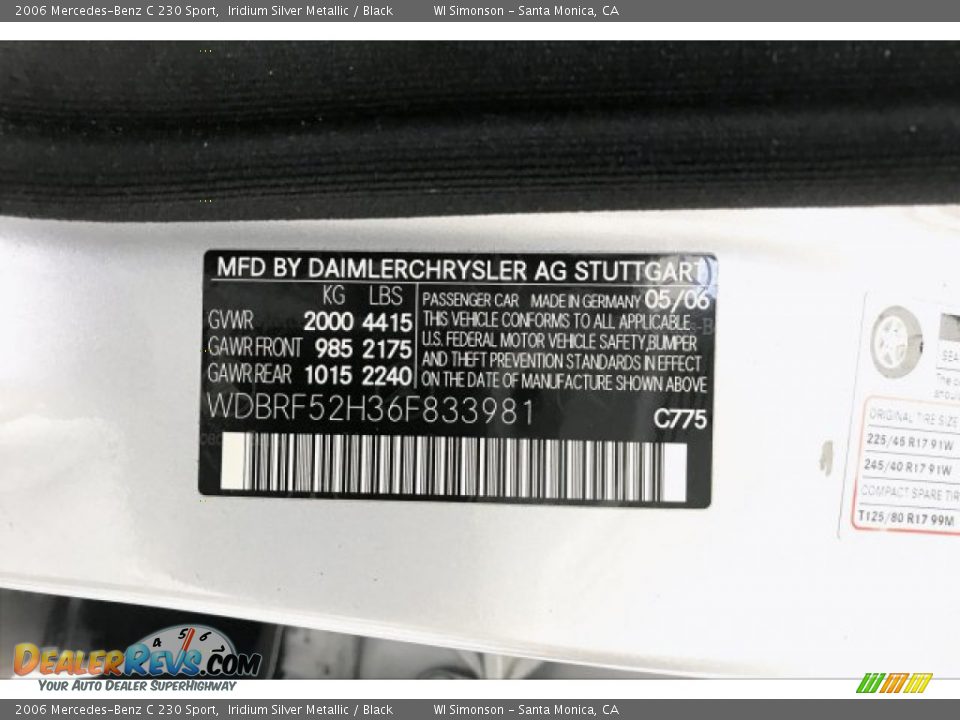 2006 Mercedes-Benz C 230 Sport,  Iridium Silver Metallic / Black        WI Simonson - Santa Monica, CA
MFD BY DAIMLERCHRYSLER AG STUTTGART
KG LBS
GVWR 2000 4415
GAWR FRONT 985 2175
GAWR REAR 1015 2240
PASSENGER CAR MADE IN GERMANY 05/06
THIS VEHICLE CONFORMS TO ALL APPLICABLE
U.S. FEDERAL MOTOR VEHICLE SAFETY, BUMPER
AND THEFT PREVENTION STANDARDS IN EFFECT
ON THE DATE OF MANUFACTURE SHOWN ABOVE
WDBRF52H36F833981
C775
ORIGINAL TIRE SIZE
225/45 R17 91W
245/40 R17 91W
COMPACT SPARE TIR
T125/80 R17 99M
4 5 6
DEALERREVS.COM
YOUR AUTO DEALER SUPERHIGHWAY
2006 Mercedes-Benz C 230 Sport,  Iridium Silver Metallic / Black        WI Simonson - Santa Monica, CA